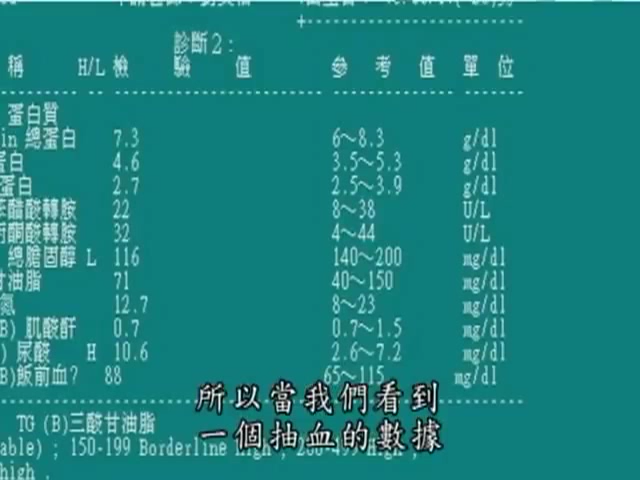 診斷2:
稱 H/L 檢 驗 值 參 考 值 單 位
蛋白質
in 總蛋白 7.3 6～8.3 g/dl
蛋白 4.6 3.5～5.3 g/dl
蛋白 2.7 2.5～3.9 g/dl
醋酸轉胺 22 8～38 U/L
酮酸轉胺 32 4～44 U/L
總膽固醇 L 116 140～200 mg/dl
甘油脂 71 40～150 mg/dl
氮 12.7 8～23 mg/dl
B) 肌酸酐 0.7 0.7～1.5 mg/dl
) 尿酸 H 10.6 2.6～7.2 mg/dl
(B)飯前血? 88 65～115 mg/dl
所以當我們看到
一個抽血的數據
TG (B)三酸甘油脂
able) ; 150-199 Borderline high ; 200-499 High ;
high .